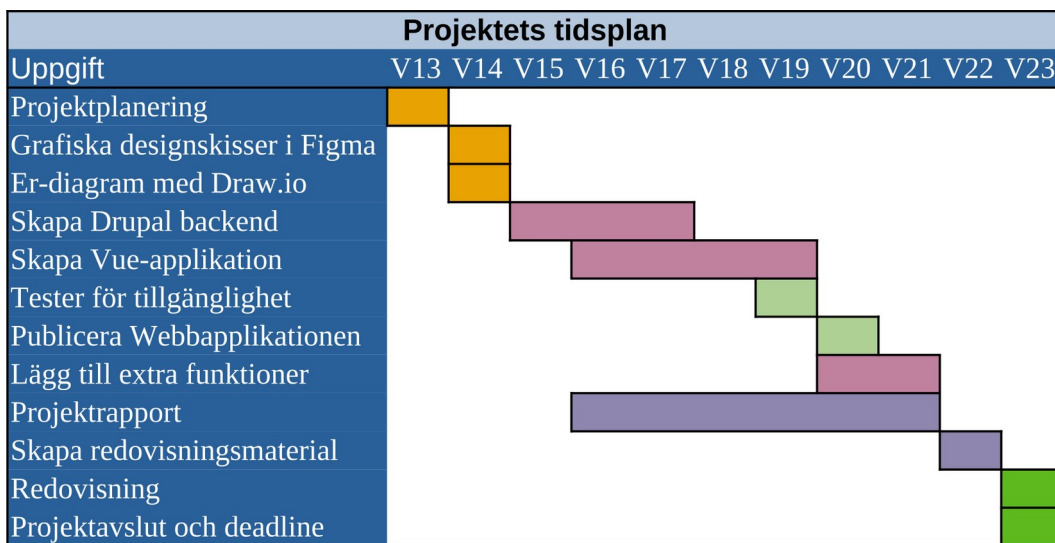 Projektets tidsplan
Uppgift V13 V14 V15 V16 V17 V18 V19 V20 V21 V22 V23
Projektplanering
Grafiska designskisser i Figma
Er-diagram med Draw.io
Skapa Drupal backend
Skapa Vue-applikation
Tester för tillgänglighet
Publicera Webbapplikationen
Lägg till extra funktioner
Projektrapport
Skapa redovisningsmaterial
Redovisning
Projektavslut och deadline